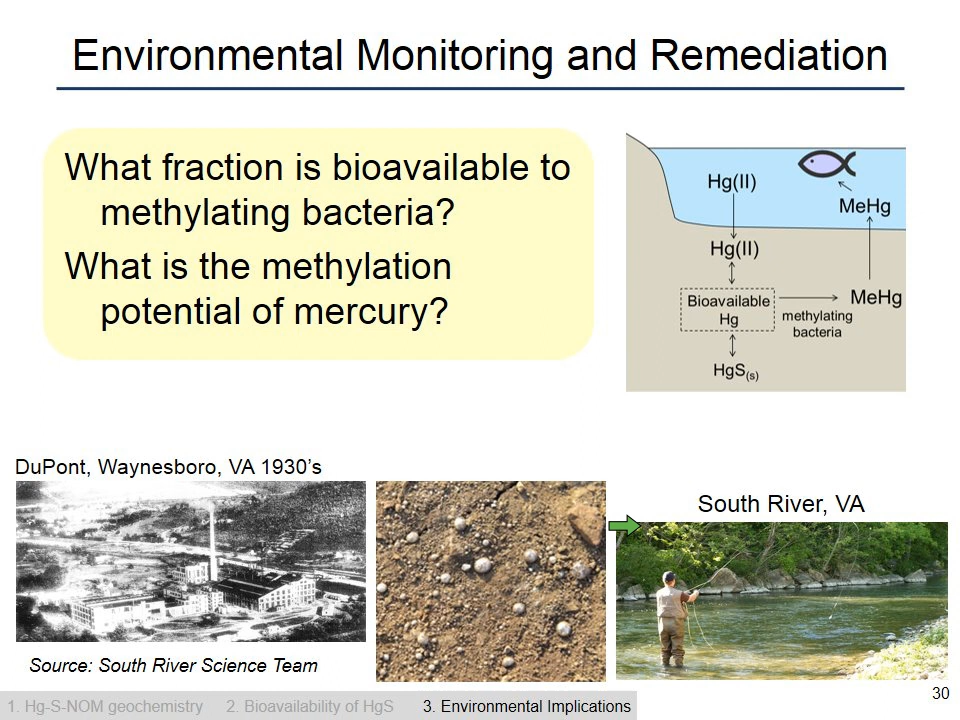 Environmental Monitoring and Remediation
What fraction is bioavailable to
methylating bacteria?
What is the methylation
potential of mercury?
Hg(II)
MeHg
Hg(II)
Bioavailable
Hg
methylating
bacteria
MeHg
HgS(s)
DuPont, Waynesboro, VA 1930’s
South River, VA
Source: South River Science Team
30
1. Hg-S-NOM geochemistry 2. Bioavailability of HgS 3. Environmental Implications